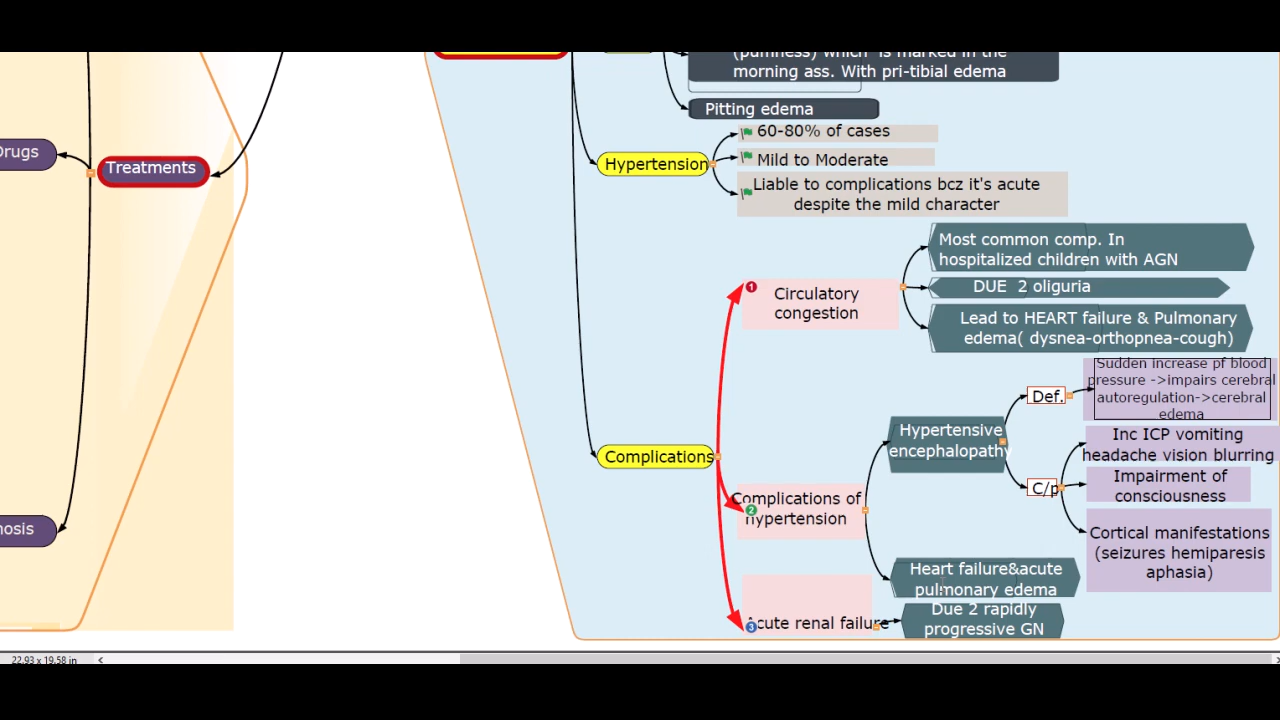 (puffiness) which is marked in the
morning ass. With pri-tibial edema
Pitting edema
Hypertension
60-80% of cases
Mild to Moderate
Liable to complications bcz it's acute
despite the mild character
Drugs
Treatments
nosis
Complications
Circulatory
congestion
Most common comp. In
hospitalized children with AGN
DUE 2 oliguria
Lead to HEART failure & Pulmonary
edema( dysnea-orthopnea-cough)
Complications of
hypertension
Hypertensive
encephalopathy
Def.
Sudden increase pf blood
pressure ->impairs cerebral
autoregulation->cerebral
edema
C/p
Inc ICP vomiting
headache vision blurring
Impairment of
consciousness
Cortical manifestations
(seizures hemiparesis
aphasia)
Heart failure&acute
pulmonary edema
Acute renal failure
Due 2 rapidly
progressive GN
1
2
3
22.93 x 19.58 in